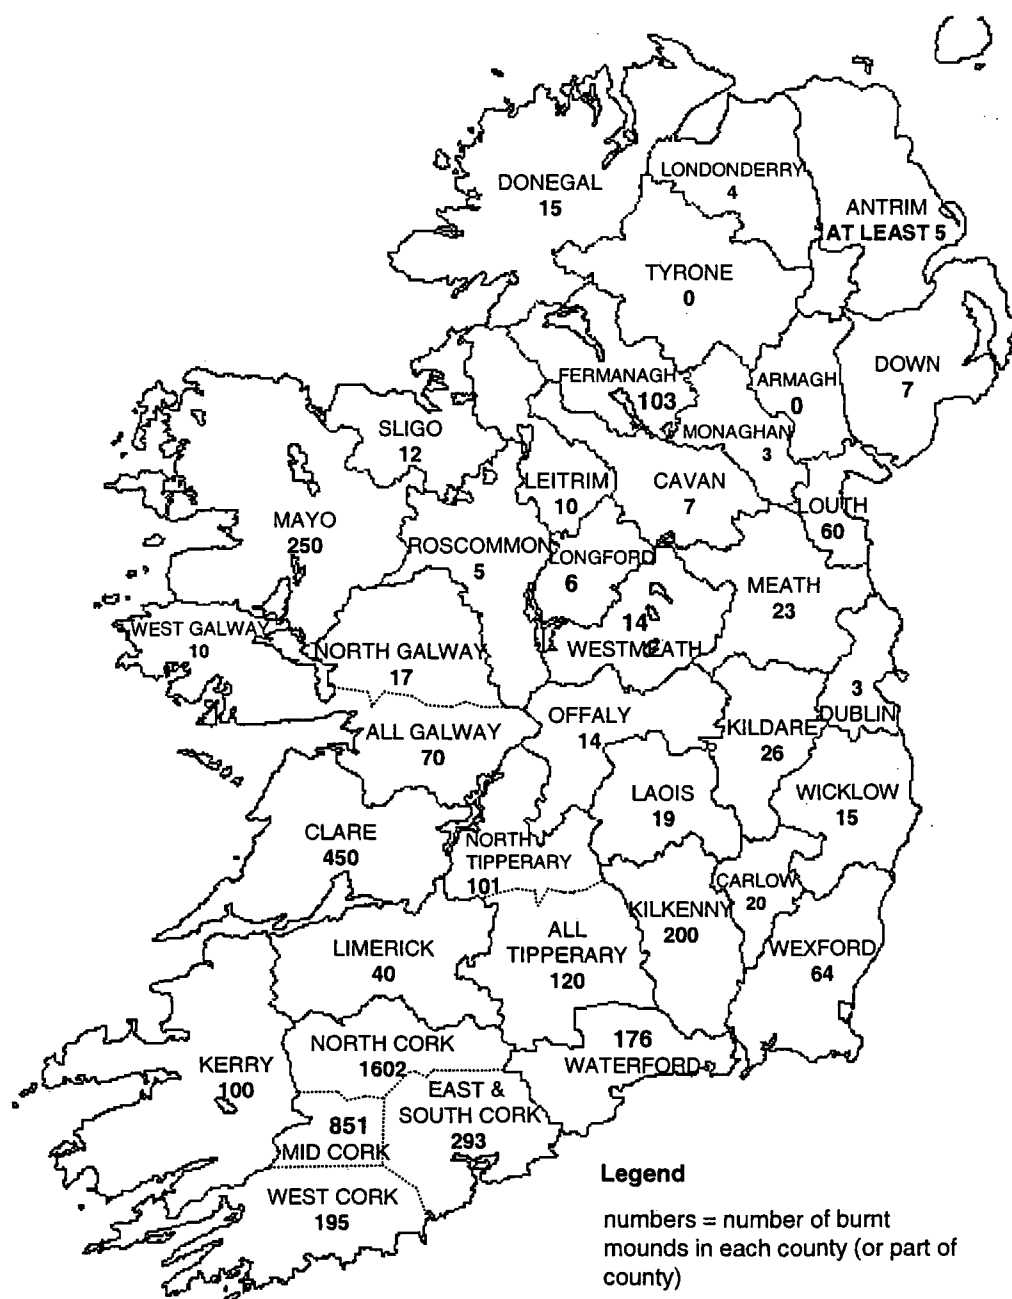 DONEGAL
15
LONDONDERRY
4
ANTRIM
AT LEAST 5
TYRONE
0
FERMANAGH
103
ARMAGH
0
DOWN
7
MONAGHAN
3
SLIGO
12
LEITRIM
10
CAVAN
7
LOUTH
60
MAYO
250
ROSCOMMON
5
LONGFORD
6
MEATH
23
WEST GALWAY
10
NORTH GALWAY
17
14
WESTMEATH
3
DUBLIN
ALL GALWAY
70
OFFALY
14
KILDARE
26
LAOIS
19
WICKLOW
15
CLARE
450
NORTH
TIPPERARY
101
CARLOW
20
KILKENNY
200
ALL
TIPPERARY
120
LIMERICK
40
WEXFORD
64
176
WATERFORD
NORTH CORK
1602
KERRY
100
EAST &
SOUTH CORK
293
851
MID CORK
WEST CORK
195
Legend
numbers = number of burnt
mounds in each county (or part of
county)